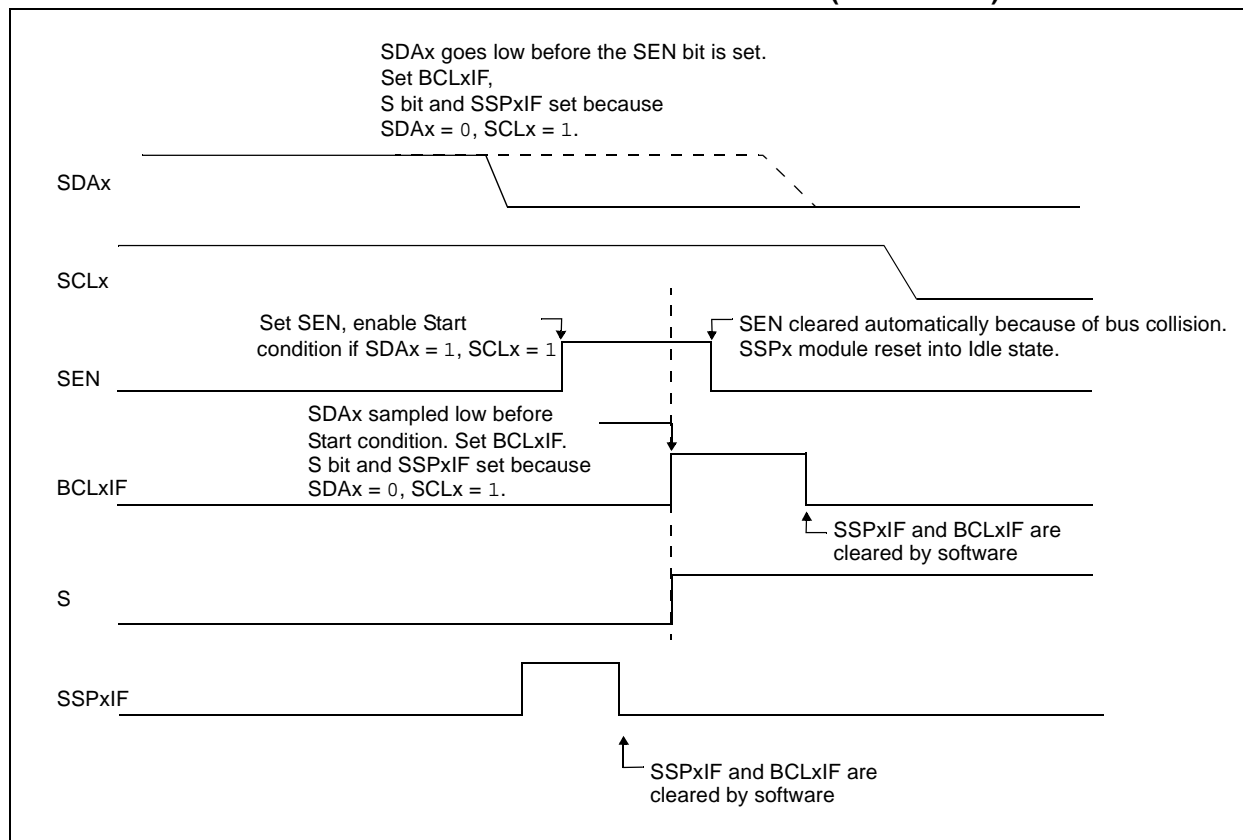 SDAx goes low before the SEN bit is set.
Set BCLxIF,
S bit and SSPxIF set because
SDAx = 0, SCLx = 1.
SDAx
SCLx
Set SEN, enable Start
condition if SDAx = 1, SCLx = 1
SEN cleared automatically because of bus collision.
SSPx module reset into Idle state.
SEN
SDAx sampled low before
Start condition. Set BCLxIF.
S bit and SSPxIF set because
SDAx = 0, SCLx = 1.
BCLxIF
SSPxIF and BCLxIF are
cleared by software
S
SSPxIF
SSPxIF and BCLxIF are
cleared by software